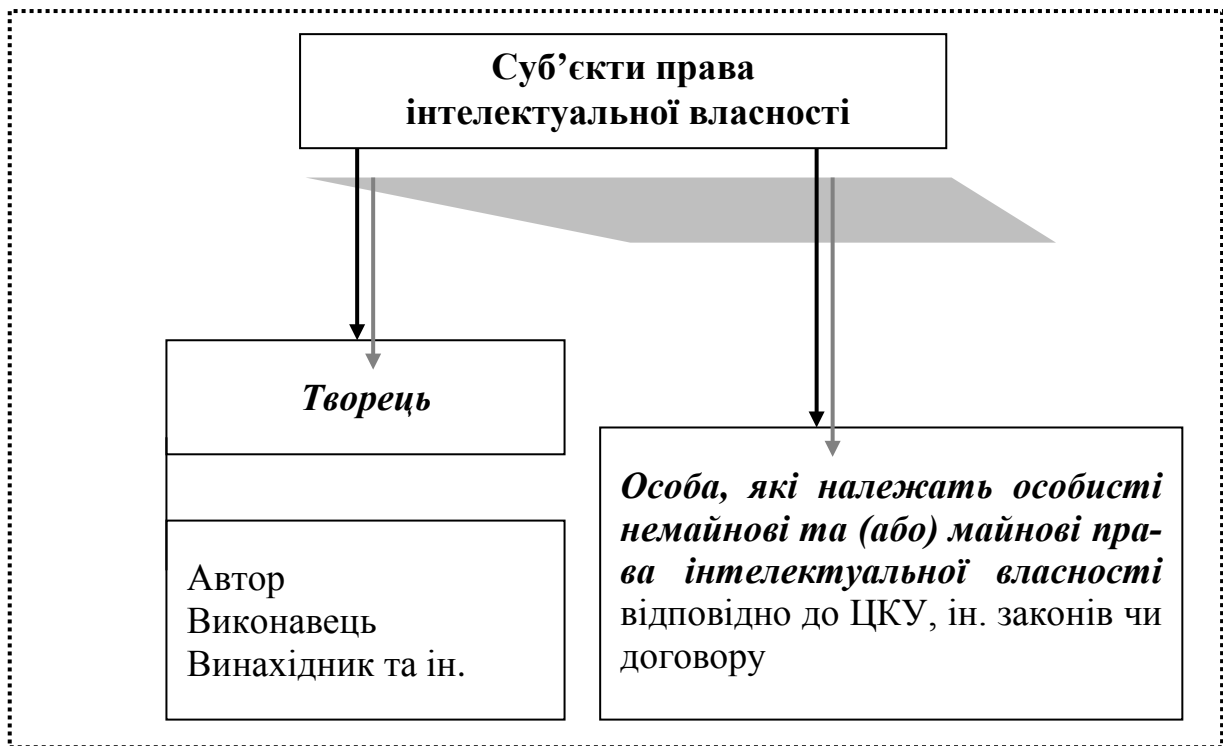 Суб’єкти права
інтелектуальної власності
Творець
Автор
Виконавець
Винахідник та ін.
Особа, які належать особисті
немайнові та (або) майнові пра-
ва інтелектуальної власності
відповідно до ЦКУ, ін. законів чи
договору